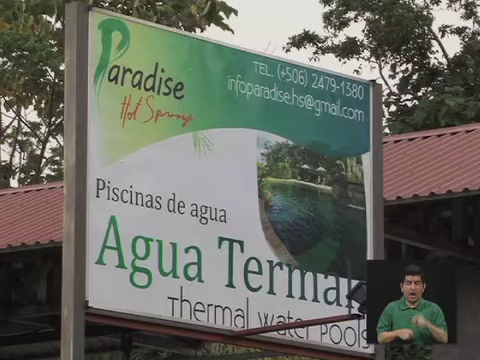 Paradise
Hot Springs
TEL. (+506) 2479-1380
infoparadise.hs@gmail.com
Piscinas de agua
Agua Termal
Thermal water Pools